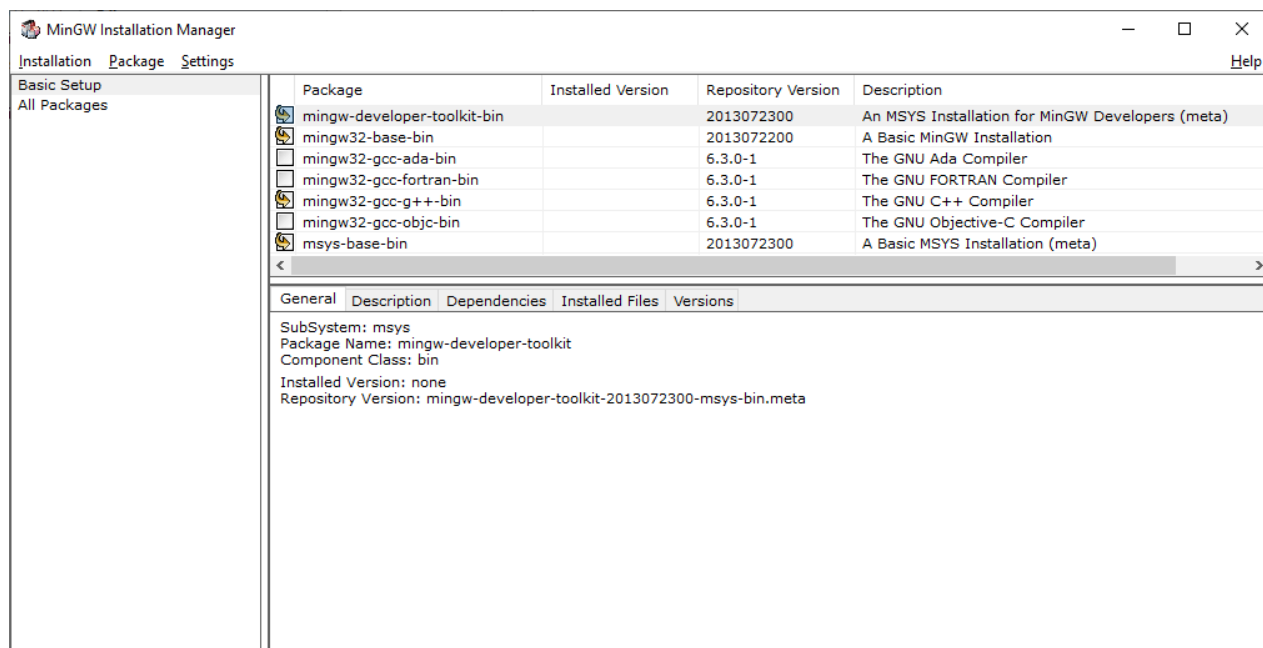 MinGW Installation Manager
Installation Package Settings Help
Basic Setup
All Packages
Package Installed Version Repository Version Description
mingw-developer-toolkit-bin 2013072300 An MSYS Installation for MinGW Developers (meta)
mingw32-base-bin 2013072200 A Basic MinGW Installation
mingw32-gcc-ada-bin 6.3.0-1 The GNU Ada Compiler
mingw32-gcc-fortran-bin 6.3.0-1 The GNU FORTRAN Compiler
mingw32-gcc-g++-bin 6.3.0-1 The GNU C++ Compiler
mingw32-gcc-objc-bin 6.3.0-1 The GNU Objective-C Compiler
msys-base-bin 2013072300 A Basic MSYS Installation (meta)
General Description Dependencies Installed Files Versions
SubSystem: msys
Package Name: mingw-developer-toolkit
Component Class: bin
Installed Version: none
Repository Version: mingw-developer-toolkit-2013072300-msys-bin.meta